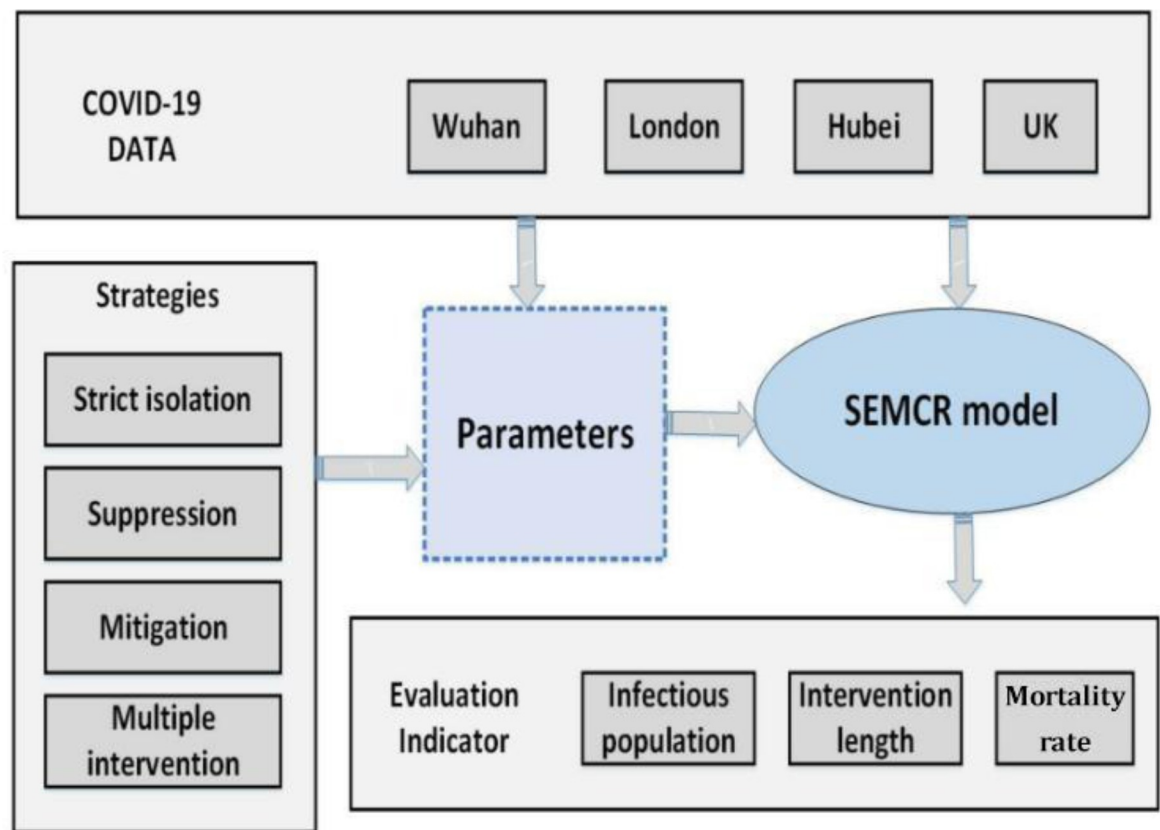 COVID-19
DATA
Wuhan
London
Hubei
UK
Strategies
Strict isolation
Suppression
Mitigation
Multiple
intervention
Parameters
SEMCR model
Evaluation
Indicator
Infectious
population
Intervention
length
Mortality
rate